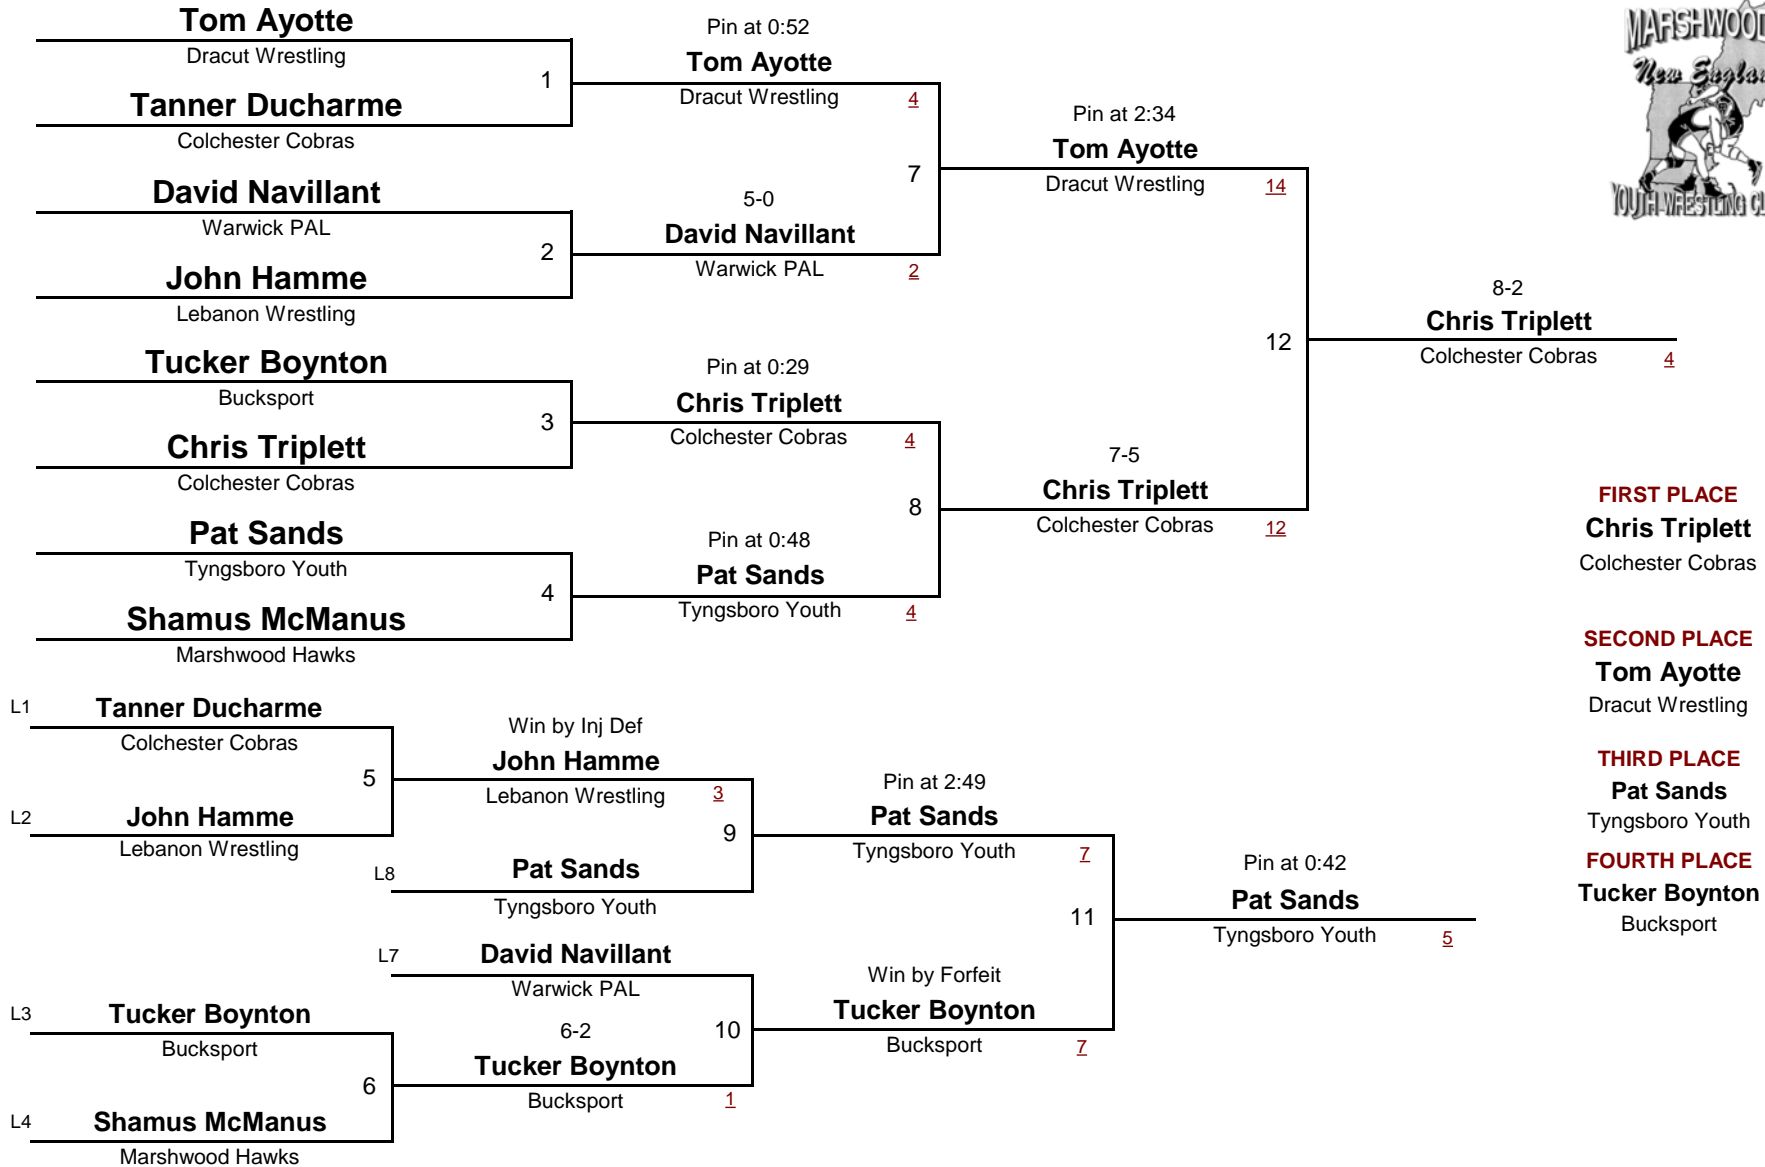 Tom Ayotte
Dracut Wrestling
1
Tanner Ducharme
Colchester Cobras
David Navillant
Warwick PAL
2
John Hamme
Lebanon Wrestling
Tucker Boynton
Bucksport
3
Chris Triplett
Colchester Cobras
Pat Sands
Tyngsboro Youth
4
Shamus McManus
Marshwood Hawks
Pin at 0:52
Tom Ayotte
Dracut Wrestling 4
7
5-0
David Navillant
Warwick PAL 2
Pin at 0:29
Chris Triplett
Colchester Cobras 4
8
Pin at 0:48
Pat Sands
Tyngsboro Youth 4
Pin at 2:34
Tom Ayotte
Dracut Wrestling 14
12
7-5
Chris Triplett
Colchester Cobras 12
8-2
Chris Triplett
Colchester Cobras 4
MARSHWOOD
New
YOUTH WRESTLING
FIRST PLACE
Chris Triplett
Colchester Cobras
SECOND PLACE
Tom Ayotte
Dracut Wrestling
THIRD PLACE
Pat Sands
Tyngsboro Youth
FOURTH PLACE
Tucker Boynton
Bucksport
L1 Tanner Ducharme
Colchester Cobras
5
L2 John Hamme
Lebanon Wrestling
Win by Inj Def
John Hamme
Lebanon Wrestling 3
9
L8 Pat Sands
Tyngsboro Youth
L7 David Navillant
Warwick PAL
10
L3 Tucker Boynton
Bucksport
6
L4 Shamus McManus
Marshwood Hawks
6-2
Tucker Boynton
Bucksport 1
Pin at 2:49
Pat Sands
Tyngsboro Youth 7
11
Win by Forfeit
Tucker Boynton
Bucksport 7
Pin at 0:42
Pat Sands
Tyngsboro Youth 5